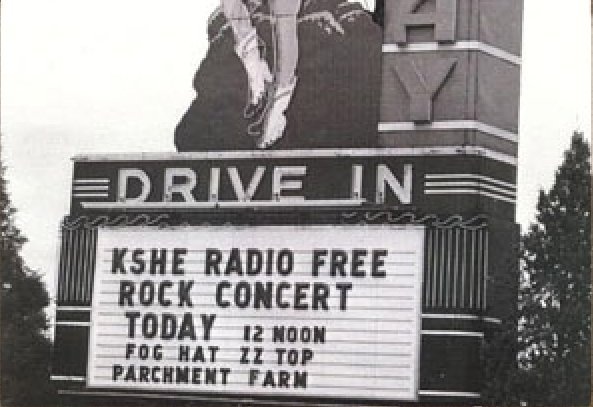 A
Y
DRIVE IN
KSHE RADIO FREE
ROCK CONCERT
TODAY 12 NOON
FOG HAT ZZ TOP
PARCHMENT FARM